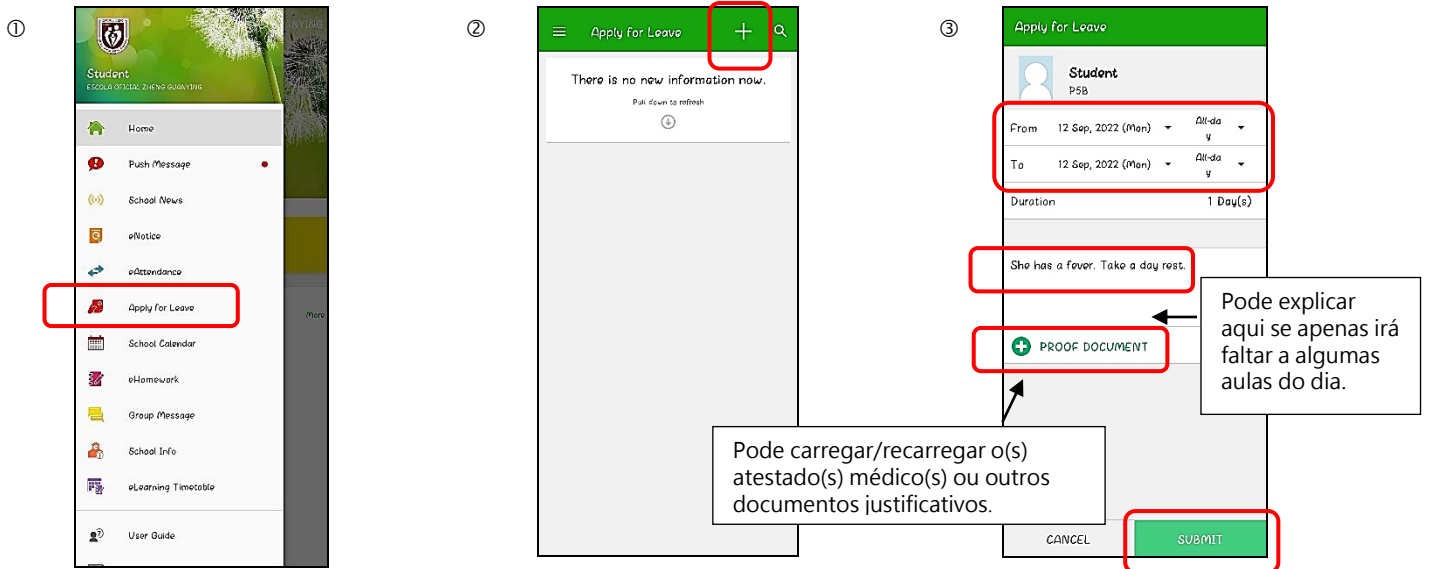 ①
Student
ESCOLA OFICIAL ZHENG GUANYING
Home
Push Message
School News
eNotice
eAttendance
Apply for Leave
More
School Calendar
eHomework
Group Message
School Info
eLearning Timetable
User Guide
②
Apply for Leave
There is no new information now.
Pull down to refresh
③
Apply for Leave
Student
P5B
From 12 Sep, 2022 (Mon) All-da
y
To 12 Sep, 2022 (Mon) All-da
y
Duration 1 Day(s)
She has a fever. Take a day rest.
PROOF DOCUMENT
Pode explicar
aqui se apenas irá
faltar a algumas
aulas do dia.
Pode carregar/recarregar o(s)
atestado(s) médico(s) ou outros
documentos justificativos.
CANCEL SUBMIT